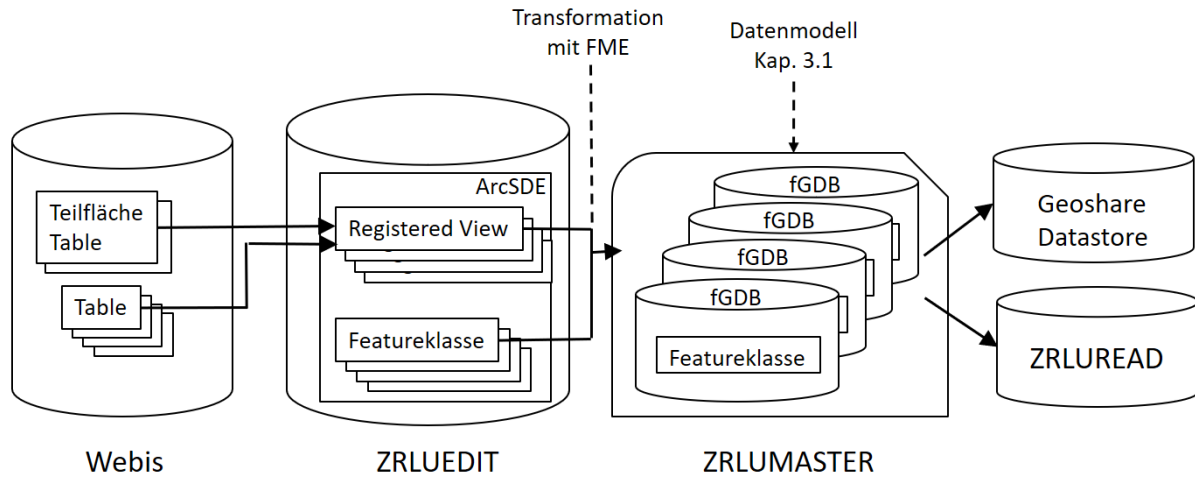 Transformation
mit FME
Datenmodell
Kap. 3.1
Teilfläche
Table
Table
ArcSDE
Registered View
Featureklasse
fGDB
fGDB
fGDB
fGDB
Featureklasse
Geoshare
Datastore
ZRLUREAD
Webis
ZRLUEDIT
ZRLUMASTER